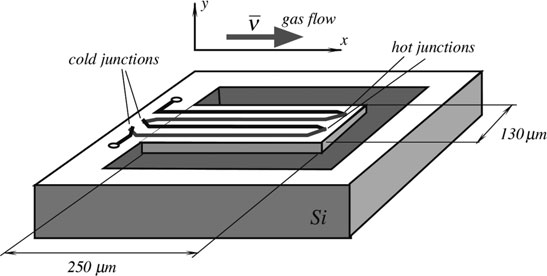 y
v̄
gas flow
x
cold junctions
hot junctions
130 μm
Si
250 μm